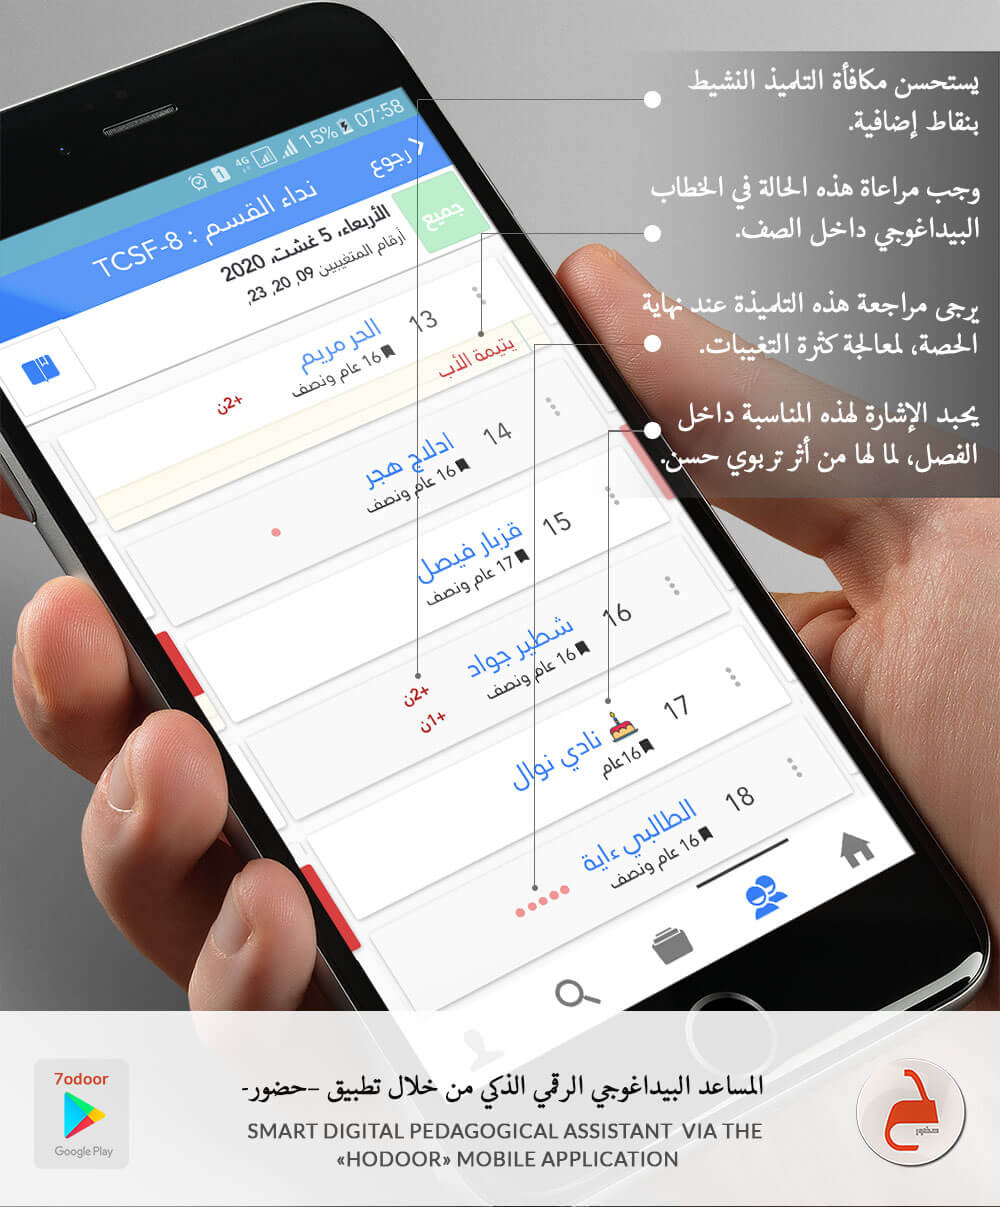 يستحسن مكافأة التلميذ النشيط
بنقاط إضافية.
وجب مراعاة هذه الحالة في الخطاب
البيداغوجي داخل الصف.
يرجى مراجعة هذه التلميذة عند نهاية
الحصة، لمعالجة كثرة التغيبات.
يحبد الإشارة لهذه المناسبة داخل
الفصل، لما لها من أثر تربوي حسن.
4G 15% 07:58
رجوع
نداء القسم : TCSF-8
جميع
الأربعاء، 5 غشت، 2020
أرقام المتغيبين 09, 20, 23,
13 الحر مريم
16 عام ونصف
+2ن
يتيمة الأب
14 ادلاج هجر
16 عام ونصف
15 قزبار فيصل
17 عام ونصف
16 شطير جواد
16 عام ونصف
+2ن
+1ن
17 نادي نوال
16عام
18 الطالبي ءاية
16 عام ونصف
7odoor
Google Play
المساعد البيداغوجي الرقمي الذكي من خلال تطبيق –حضور-
SMART DIGITAL PEDAGOGICAL ASSISTANT VIA THE
«HODOOR» MOBILE APPLICATION